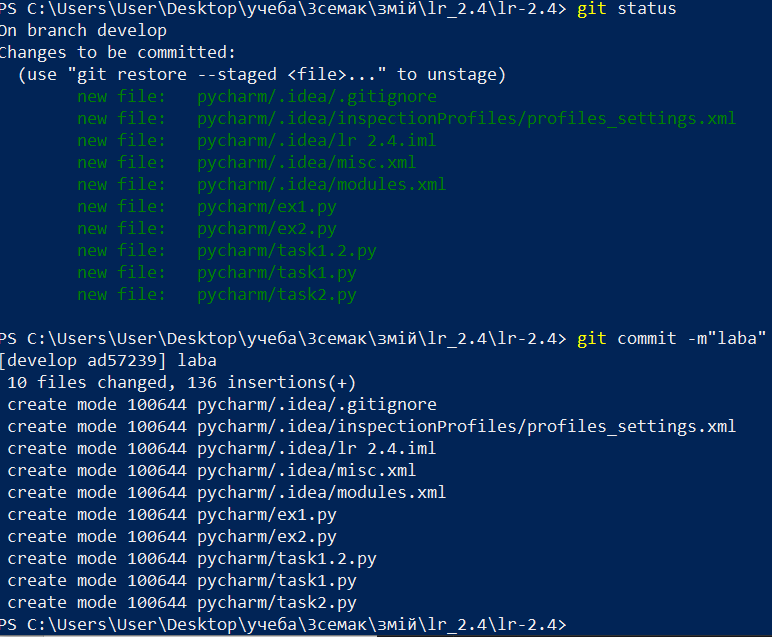 PS C:\Users\User\Desktop\учеба\3семак\змій\lr_2.4\lr-2.4> git status
On branch develop
Changes to be committed:
  (use "git restore --staged <file>..." to unstage)
        new file:   pycharm/.idea/.gitignore
        new file:   pycharm/.idea/inspectionProfiles/profiles_settings.xml
        new file:   pycharm/.idea/lr 2.4.iml
        new file:   pycharm/.idea/misc.xml
        new file:   pycharm/.idea/modules.xml
        new file:   pycharm/ex1.py
        new file:   pycharm/ex2.py
        new file:   pycharm/task1.2.py
        new file:   pycharm/task1.py
        new file:   pycharm/task2.py
PS C:\Users\User\Desktop\учеба\3семак\змій\lr_2.4\lr-2.4> git commit -m"laba"
[develop ad57239] laba
 10 files changed, 136 insertions(+)
 create mode 100644 pycharm/.idea/.gitignore
 create mode 100644 pycharm/.idea/inspectionProfiles/profiles_settings.xml
 create mode 100644 pycharm/.idea/lr 2.4.iml
 create mode 100644 pycharm/.idea/misc.xml
 create mode 100644 pycharm/.idea/modules.xml
 create mode 100644 pycharm/ex1.py
 create mode 100644 pycharm/ex2.py
 create mode 100644 pycharm/task1.2.py
 create mode 100644 pycharm/task1.py
 create mode 100644 pycharm/task2.py
PS C:\Users\User\Desktop\учеба\3семак\змій\lr_2.4\lr-2.4>